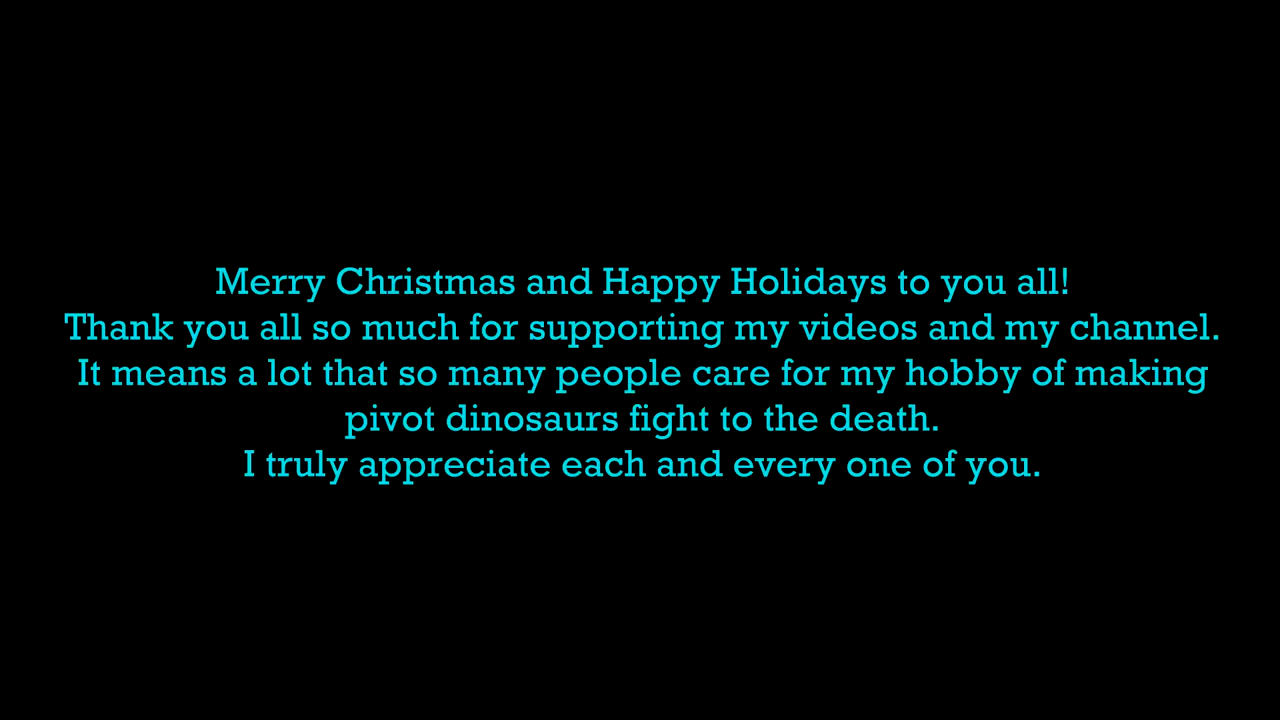 Merry Christmas and Happy Holidays to you all!
Thank you all so much for supporting my videos and my channel.
It means a lot that so many people care for my hobby of making
pivot dinosaurs fight to the death.
I truly appreciate each and every one of you.